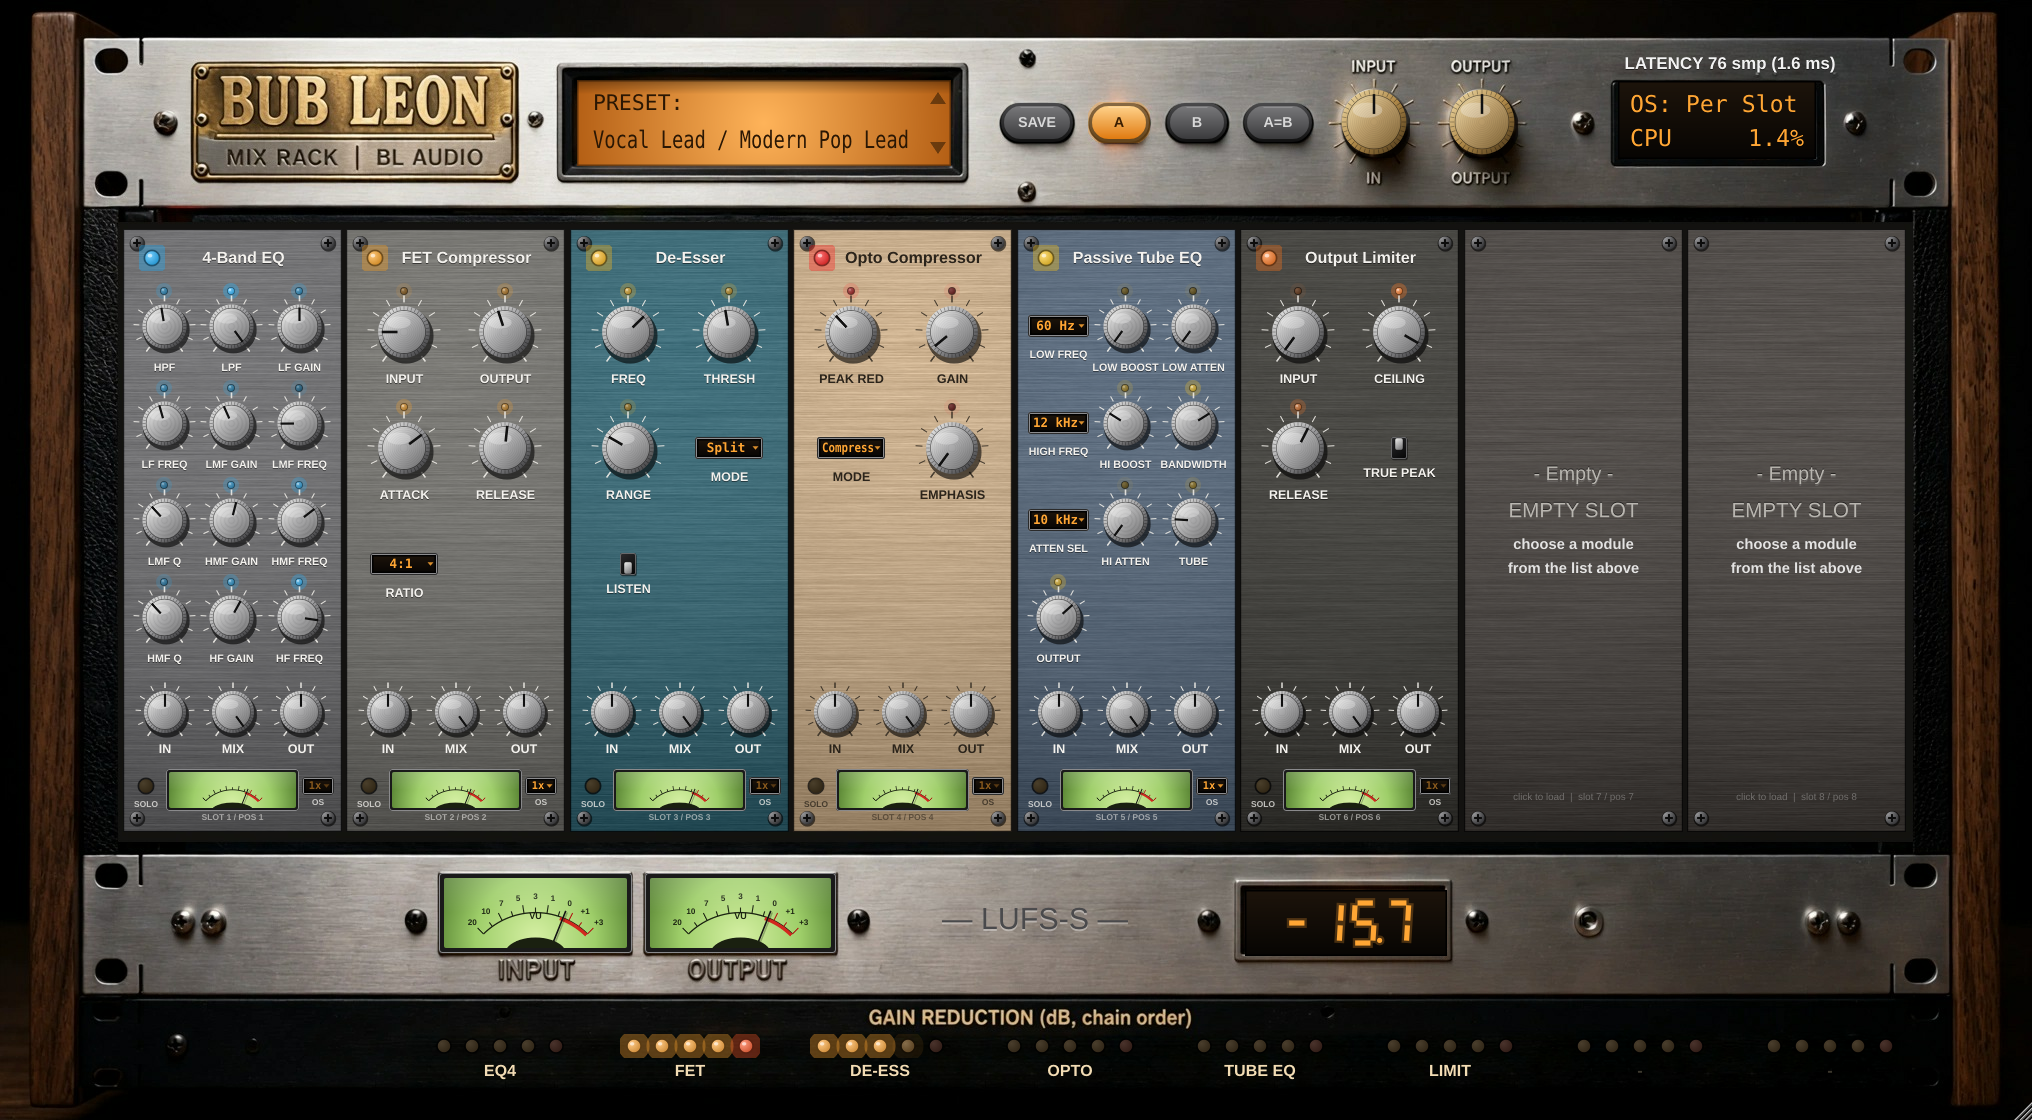 BUB LEON
MIX RACK | BL AUDIO
PRESET:
Vocal Lead / Modern Pop Lead
SAVE
A
B
A=B
INPUT
IN
OUTPUT
OUTPUT
LATENCY 76 smp (1.6 ms)
OS: Per Slot
CPU 1.4%
4-Band EQ
HPF LPF LF GAIN
LF FREQ LMF GAIN LMF FREQ
LMF Q HMF GAIN HMF FREQ
HMF Q HF GAIN HF FREQ
IN MIX OUT
SOLO
1x
OS
SLOT 1 / POS 1
FET Compressor
INPUT OUTPUT
ATTACK RELEASE
4:1
RATIO
IN MIX OUT
SOLO
1x
OS
SLOT 2 / POS 2
De-Esser
FREQ THRESH
Split
RANGE MODE
LISTEN
IN MIX OUT
SOLO
1x
OS
SLOT 3 / POS 3
Opto Compressor
PEAK RED GAIN
Compress
MODE EMPHASIS
IN MIX OUT
SOLO
1x
OS
SLOT 4 / POS 4
Passive Tube EQ
60 Hz
LOW FREQ LOW BOOST LOW ATTEN
12 kHz
HIGH FREQ HI BOOST BANDWIDTH
10 kHz
ATTEN SEL HI ATTEN TUBE
OUTPUT
IN MIX OUT
SOLO
1x
OS
SLOT 5 / POS 5
Output Limiter
INPUT CEILING
RELEASE TRUE PEAK
IN MIX OUT
SOLO
1x
OS
SLOT 6 / POS 6
- Empty -
EMPTY SLOT
choose a module
from the list above
click to load | slot 7 / pos 7
- Empty -
EMPTY SLOT
choose a module
from the list above
click to load | slot 8 / pos 8
20 10 7 5 3 1 0 +1 +3
VU
INPUT
20 10 7 5 3 1 0 +1 +3
VU
OUTPUT
— LUFS-S —
-15.7
GAIN REDUCTION (dB, chain order)
EQ4 FET DE-ESS OPTO TUBE EQ LIMIT - -